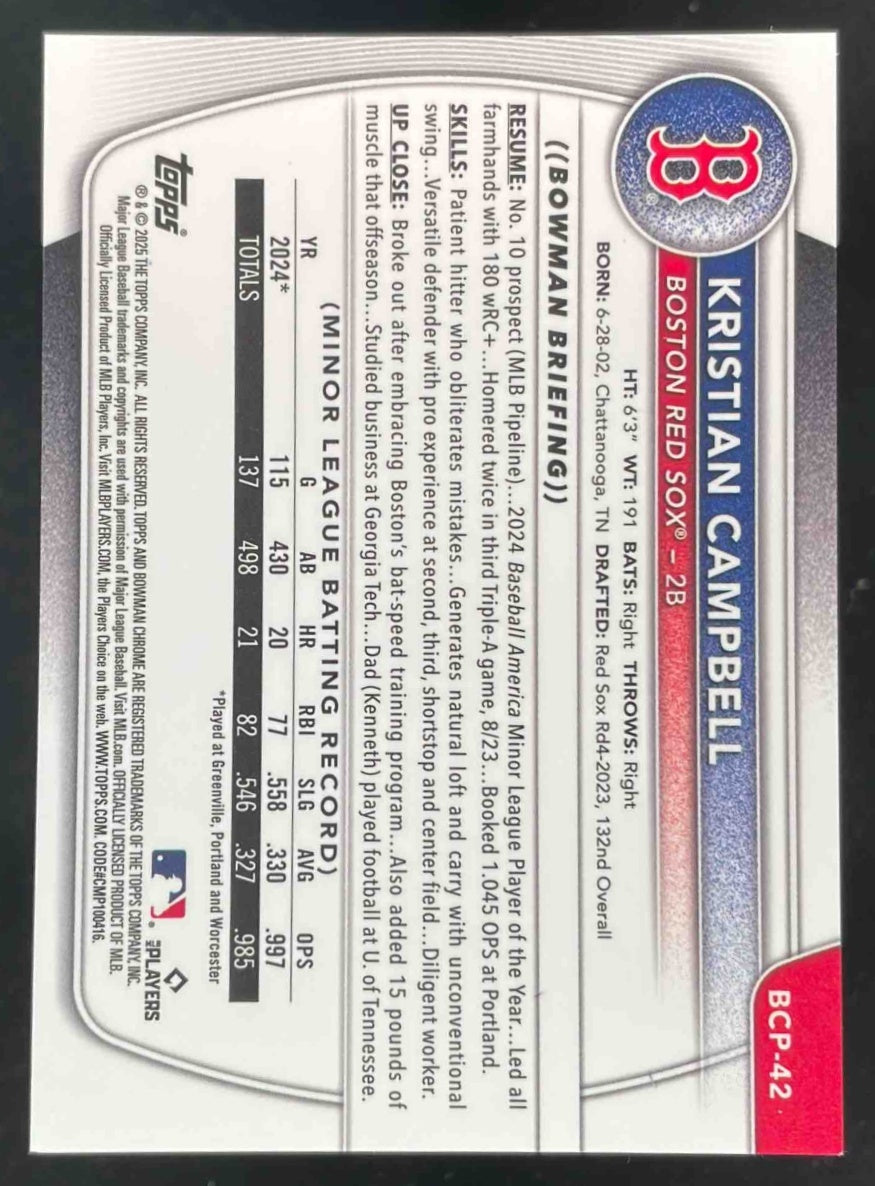 BCP-42
B
®
KRISTIAN CAMPBELL
BOSTON RED SOX® – 2B
HT: 6'3" WT: 191 BATS: Right THROWS: Right
BORN: 6-28-02, Chattanooga, TN DRAFTED: Red Sox Rd4-2023, 132nd Overall
((BOWMAN BRIEFING))
RESUME: No. 10 prospect (MLB Pipeline)...2024 Baseball America Minor League Player of the Year...Led all
farmhands with 180 wRC+...Homered twice in third Triple-A game, 8/23...Booked 1.045 OPS at Portland.
SKILLS: Patient hitter who obliterates mistakes...Generates natural loft and carry with unconventional
swing...Versatile defender with pro experience at second, third, shortstop and center field...Diligent worker.
UP CLOSE: Broke out after embracing Boston's bat-speed training program...Also added 15 pounds of
muscle that offseason...Studied business at Georgia Tech...Dad (Kenneth) played football at U. of Tennessee.
(MINOR LEAGUE BATTING RECORD)
YR G AB HR RBI SLG AVG OPS
2024* 115 430 20 77 .558 .330 .997
TOTALS 137 498 21 82 .546 .327 .985
*Played at Greenville, Portland and Worcester
topps®
MLB PLAYERS
® & © 2025 THE TOPPS COMPANY, INC. ALL RIGHTS RESERVED. TOPPS AND BOWMAN CHROME ARE REGISTERED TRADEMARKS OF THE TOPPS COMPANY, INC.
Major League Baseball trademarks and copyrights are used with permission of Major League Baseball. Visit MLB.com. OFFICIALLY LICENSED PRODUCT OF MLB.
Officially Licensed Product of MLB Players, Inc. Visit MLBPLAYERS.COM, the Players Choice on the web. WWW.TOPPS.COM. CODE#CMP100416.